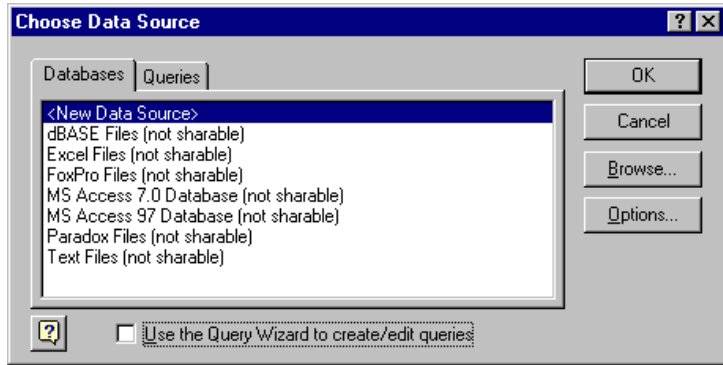 Choose Data Source
Databases
Queries
<New Data Source>
dBASE Files (not sharable)
Excel Files (not sharable)
FoxPro Files (not sharable)
MS Access 7.0 Database (not sharable)
MS Access 97 Database (not sharable)
Paradox Files (not sharable)
Text Files (not sharable)
OK
Cancel
Browse...
Options...
Use the Query Wizard to create/edit queries